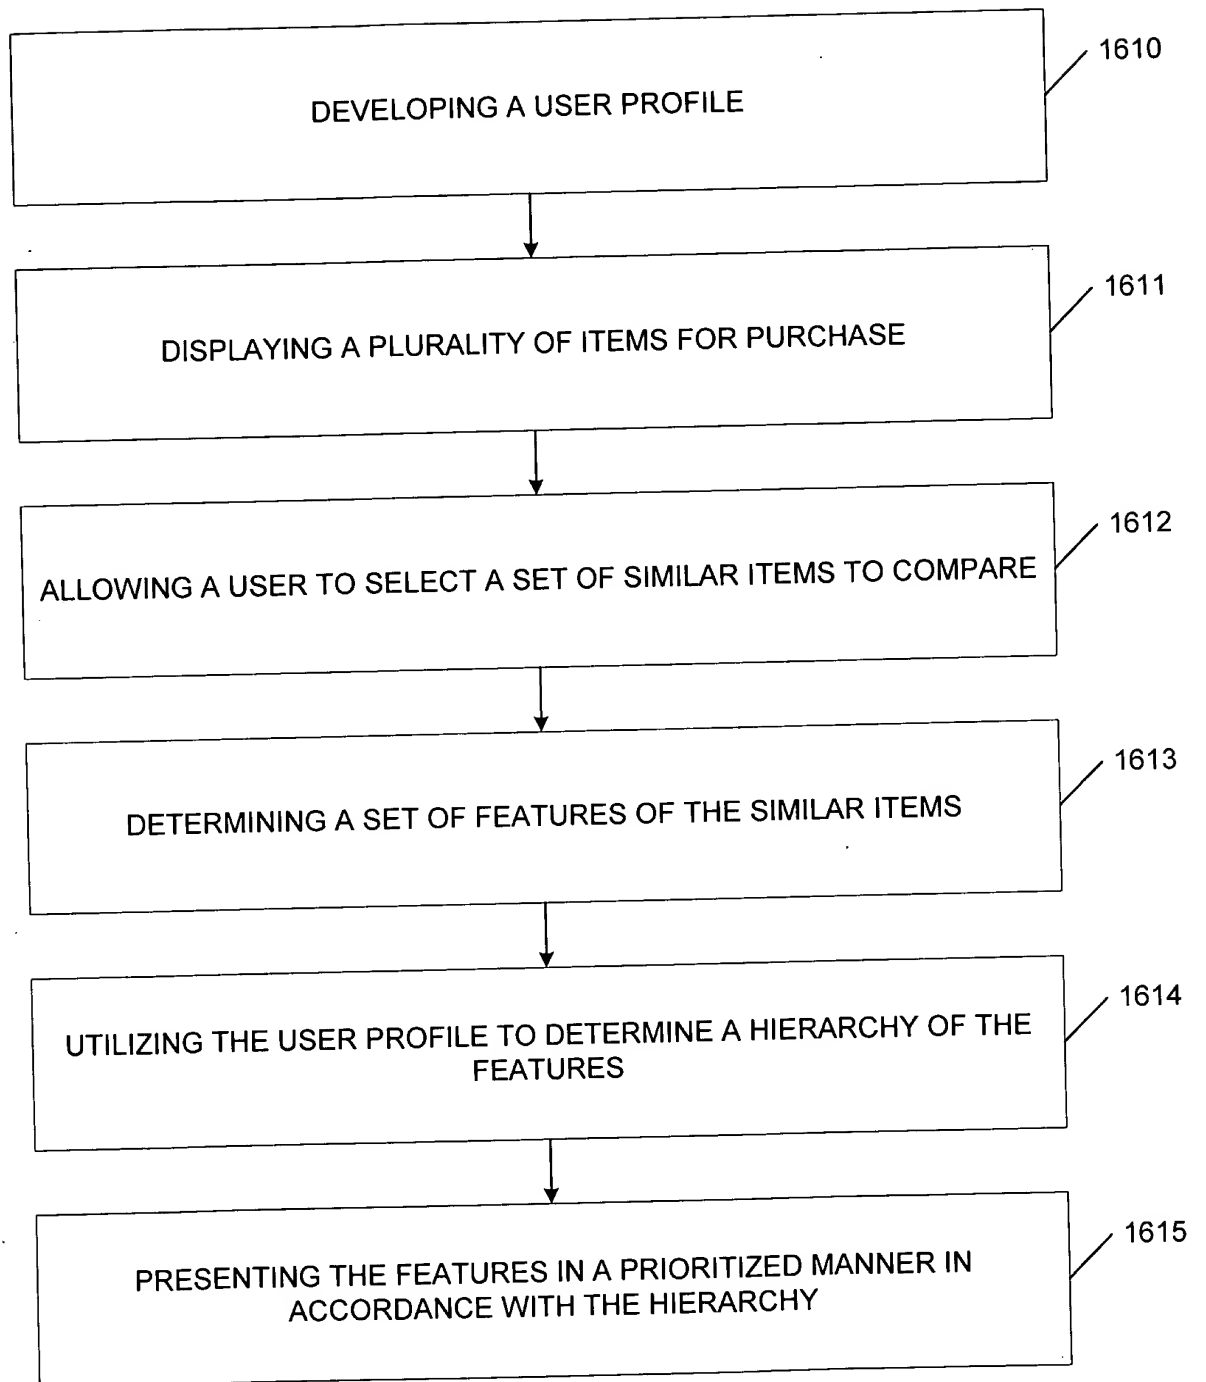 DEVELOPING A USER PROFILE
1610
DISPLAYING A PLURALITY OF ITEMS FOR PURCHASE
1611
ALLOWING A USER TO SELECT A SET OF SIMILAR ITEMS TO COMPARE
1612
DETERMINING A SET OF FEATURES OF THE SIMILAR ITEMS
1613
UTILIZING THE USER PROFILE TO DETERMINE A HIERARCHY OF THE
FEATURES
1614
PRESENTING THE FEATURES IN A PRIORITIZED MANNER IN
ACCORDANCE WITH THE HIERARCHY
1615